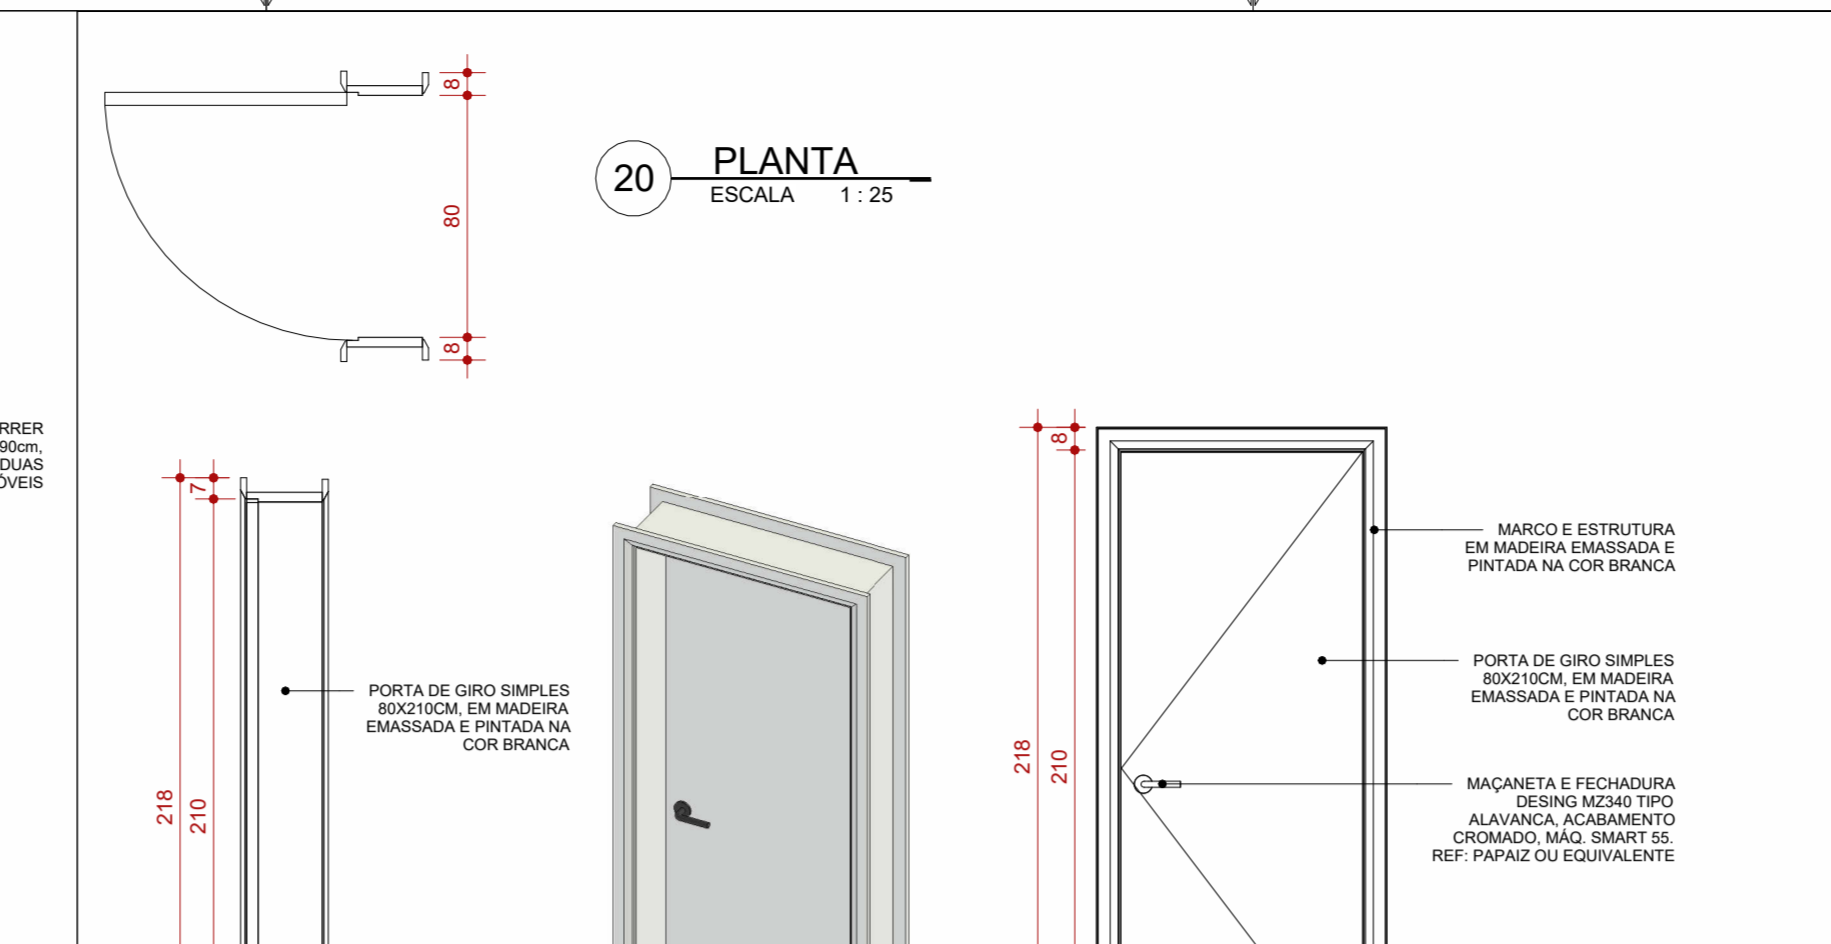 8
80
8
20
PLANTA
ESCALA 1 : 25
RRER
90cm,
DUAS
ÓVEIS
7
218
210
PORTA DE GIRO SIMPLES
80X210CM, EM MADEIRA
EMASSADA E PINTADA NA
COR BRANCA
8
218
210
MARCO E ESTRUTURA
EM MADEIRA EMASSADA E
PINTADA NA COR BRANCA
PORTA DE GIRO SIMPLES
80X210CM, EM MADEIRA
EMASSADA E PINTADA NA
COR BRANCA
MAÇANETA E FECHADURA
DESING MZ340 TIPO
ALAVANCA, ACABAMENTO
CROMADO, MÁQ. SMART 55.
REF: PAPAIZ OU EQUIVALENTE